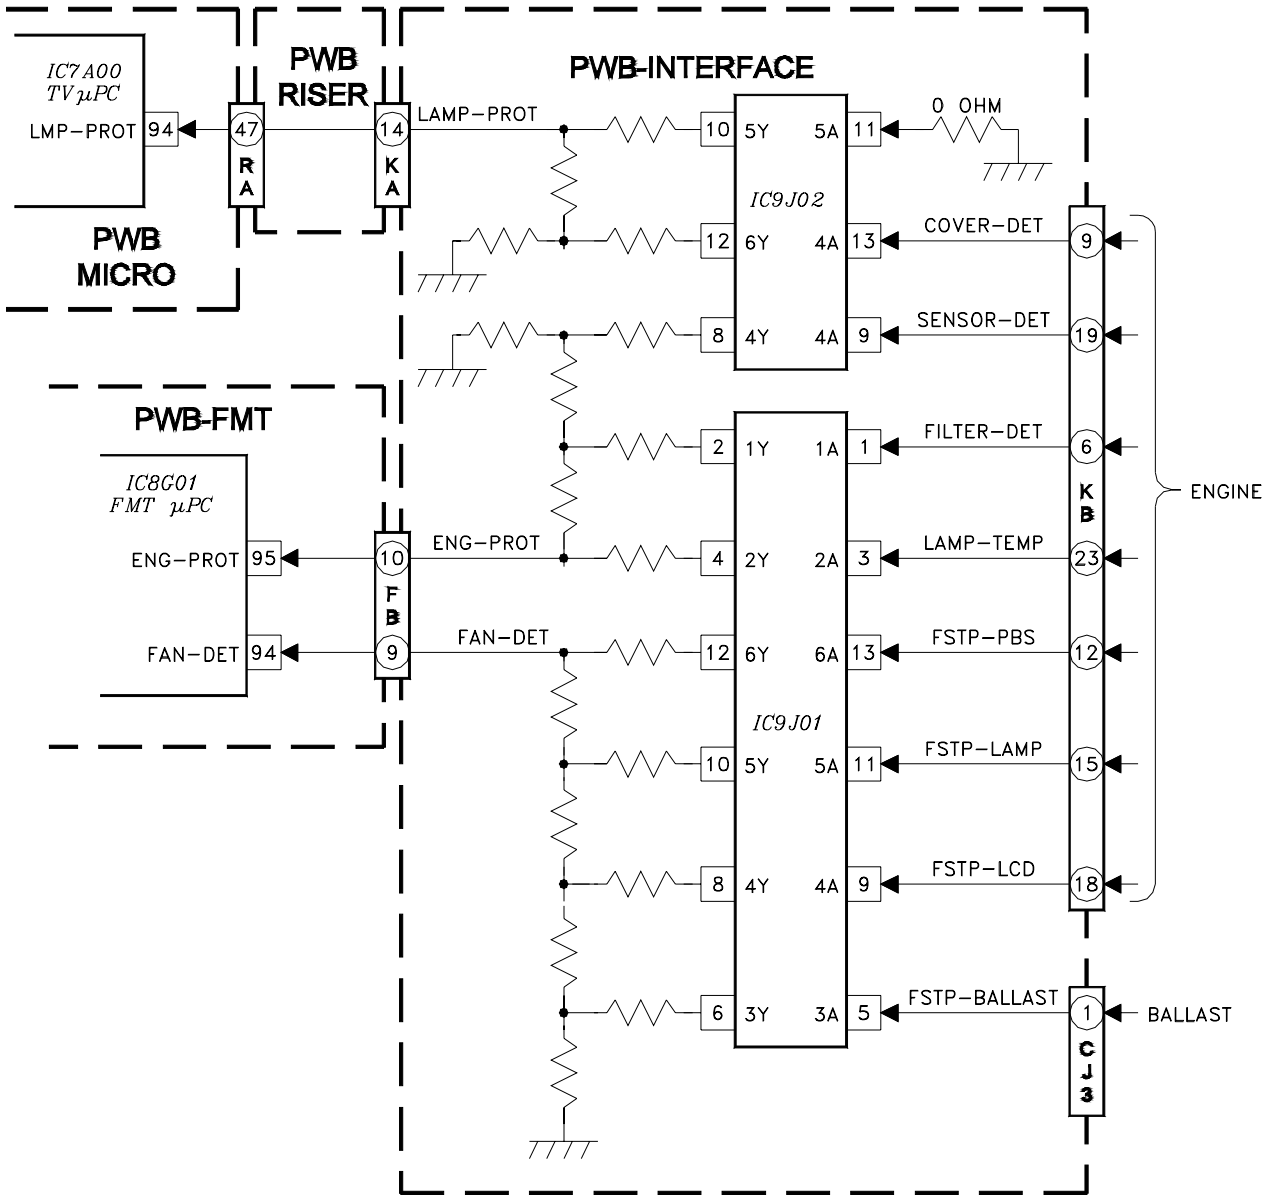 PWB
RISER
PWB-INTERFACE
IC7A00
TV µPC
LMP-PROT 94
47
R
A
14
K
A
LAMP-PROT
10 5Y 5A 11
0 OHM
IC9J02
PWB
MICRO
12 6Y 4A 13
COVER-DET
9
8 4Y 4A 9
SENSOR-DET
19
PWB-FMT
IC8G01
FMT µPC
2 1Y 1A 1
FILTER-DET
6
K
B
ENGINE
ENG-PROT 95
10
ENG-PROT
4 2Y 2A 3
LAMP-TEMP
23
F
B
FAN-DET 94
9
FAN-DET
12 6Y 6A 13
FSTP-PBS
12
IC9J01
10 5Y 5A 11
FSTP-LAMP
15
8 4Y 4A 9
FSTP-LCD
18
6 3Y 3A 5
FSTP-BALLAST
1
BALLAST
C
J
3